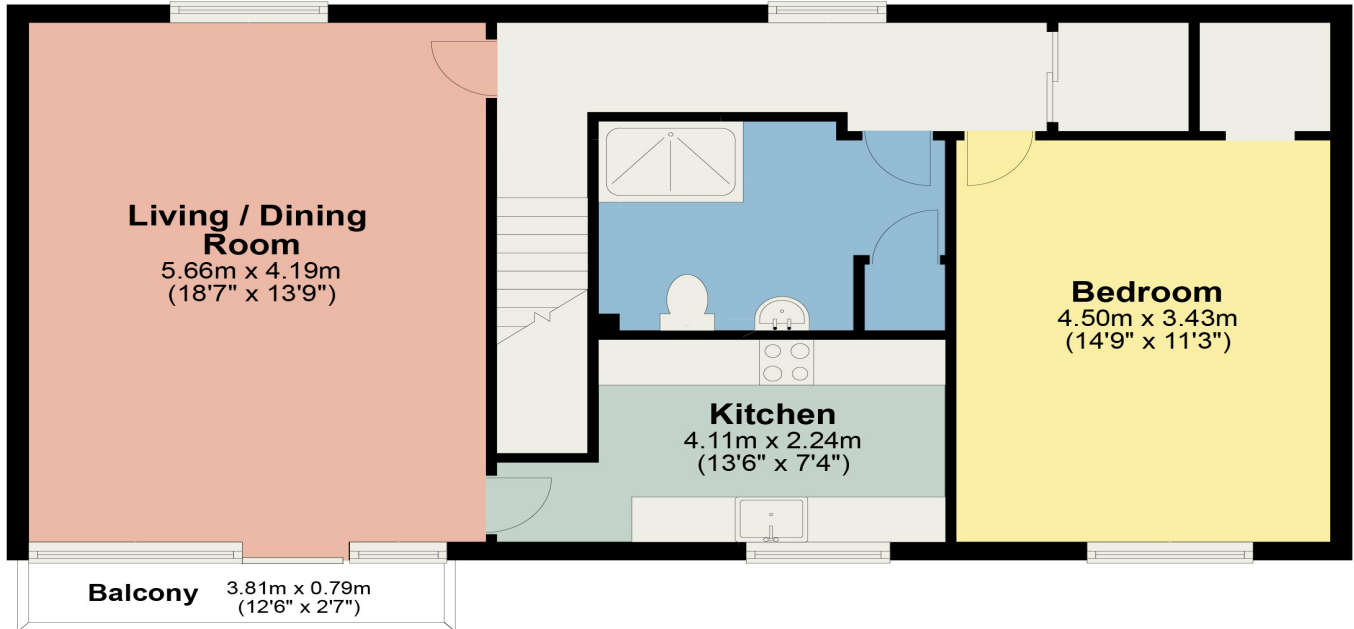 Living / Dining
Room
5.66m x 4.19m
(18'7" x 13'9")
Bedroom
4.50m x 3.43m
(14'9" x 11'3")
Kitchen
4.11m x 2.24m
(13'6" x 7'4")
Balcony 3.81m x 0.79m
(12'6" x 2'7")